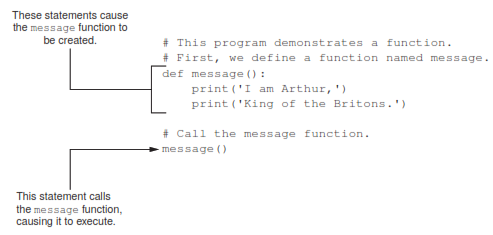 These statements cause
the message function to
be created.
# This program demonstrates a function.
# First, we define a function named message.
def message():
    print('I am Arthur,')
    print('King of the Britons.')
# Call the message function.
message()
This statement calls
the message function,
causing it to execute.